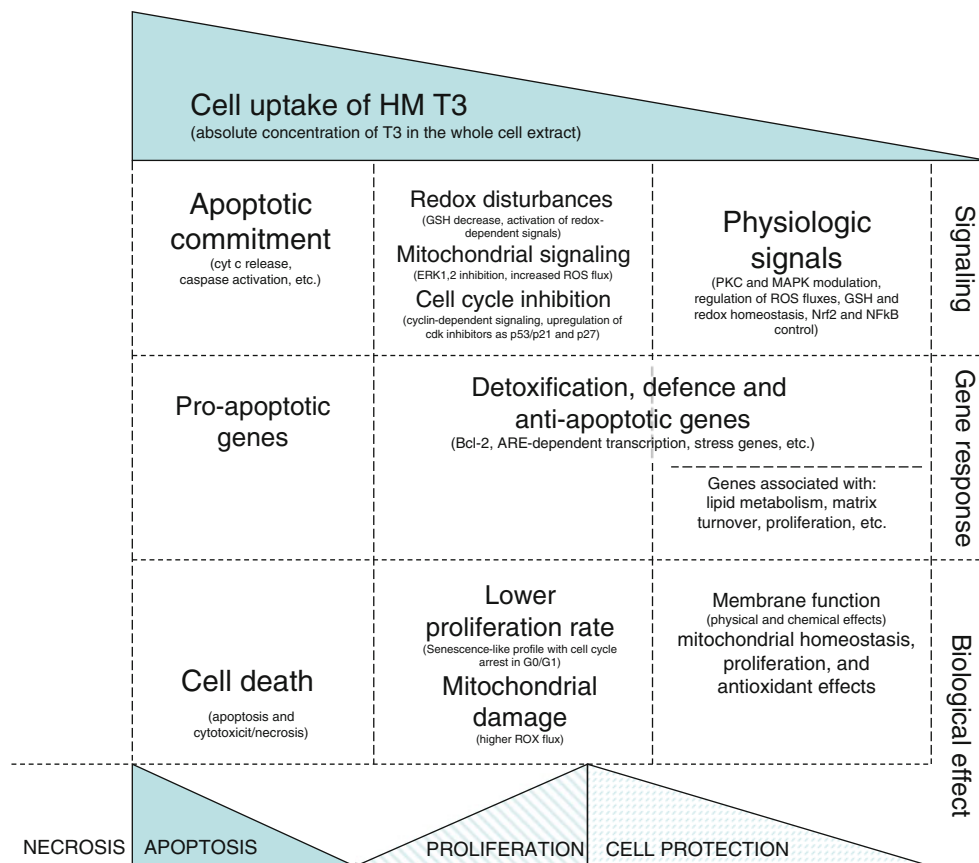 Cell uptake of HM T3
(absolute concentration of T3 in the whole cell extract)
Apoptotic
commitment
(cyt c release,
caspase activation, etc.)
Redox disturbances
(GSH decrease, activation of redox-
dependent signals)
Mitochondrial signaling
(ERK1,2 inhibition, increased ROS flux)
Cell cycle inhibition
(cyclin-dependent signaling, upregulation of
cdk inhibitors as p53/p21 and p27)
Physiologic
signals
(PKC and MAPK modulation,
regulation of ROS fluxes, GSH and
redox homeostasis, Nrf2 and NFkB
control)
Signaling
Pro-apoptotic
genes
Detoxification, defence and
anti-apoptotic genes
(Bcl-2, ARE-dependent transcription, stress genes, etc.)
Genes associated with:
lipid metabolism, matrix
turnover, proliferation, etc.
Gene response
Cell death
(apoptosis and
cytotoxicit/necrosis)
Lower
proliferation rate
(Senescence-like profile with cell cycle
arrest in G0/G1)
Mitochondrial
damage
(higher ROX flux)
Membrane function
(physical and chemical effects)
mitochondrial homeostasis,
proliferation, and
antioxidant effects
Biological effect
NECROSIS
APOPTOSIS
PROLIFERATION
CELL PROTECTION